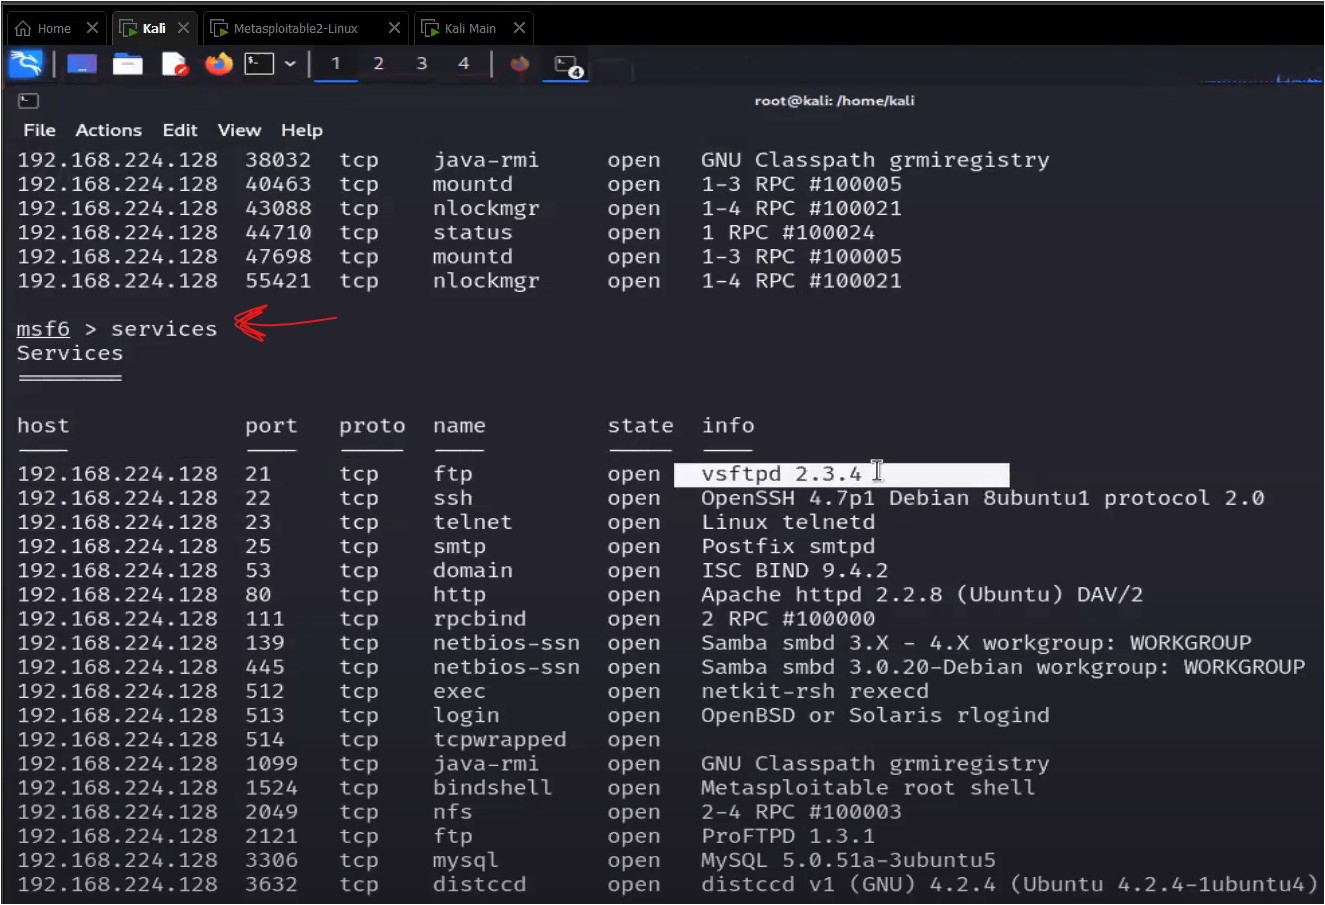 Home Kali Metasploitable2-Linux Kali Main
1 2 3 4 4
root@kali: /home/kali
File Actions Edit View Help
192.168.224.128 38032 tcp java-rmi open GNU Classpath grmiregistry
192.168.224.128 40463 tcp mountd open 1-3 RPC #100005
192.168.224.128 43088 tcp nlockmgr open 1-4 RPC #100021
192.168.224.128 44710 tcp status open 1 RPC #100024
192.168.224.128 47698 tcp mountd open 1-3 RPC #100005
192.168.224.128 55421 tcp nlockmgr open 1-4 RPC #100021
msf6 > services
Services
========
host port proto name state info
192.168.224.128 21 tcp ftp open vsftpd 2.3.4
192.168.224.128 22 tcp ssh open OpenSSH 4.7p1 Debian 8ubuntu1 protocol 2.0
192.168.224.128 23 tcp telnet open Linux telnetd
192.168.224.128 25 tcp smtp open Postfix smtpd
192.168.224.128 53 tcp domain open ISC BIND 9.4.2
192.168.224.128 80 tcp http open Apache httpd 2.2.8 (Ubuntu) DAV/2
192.168.224.128 111 tcp rpcbind open 2 RPC #100000
192.168.224.128 139 tcp netbios-ssn open Samba smbd 3.X - 4.X workgroup: WORKGROUP
192.168.224.128 445 tcp netbios-ssn open Samba smbd 3.0.20-Debian workgroup: WORKGROUP
192.168.224.128 512 tcp exec open netkit-rsh rexecd
192.168.224.128 513 tcp login open OpenBSD or Solaris rlogind
192.168.224.128 514 tcp tcpwrapped open
192.168.224.128 1099 tcp java-rmi open GNU Classpath grmiregistry
192.168.224.128 1524 tcp bindshell open Metasploitable root shell
192.168.224.128 2049 tcp nfs open 2-4 RPC #100003
192.168.224.128 2121 tcp ftp open ProFTPD 1.3.1
192.168.224.128 3306 tcp mysql open MySQL 5.0.51a-3ubuntu5
192.168.224.128 3632 tcp distccd open distccd v1 (GNU) 4.2.4 (Ubuntu 4.2.4-1ubuntu4)